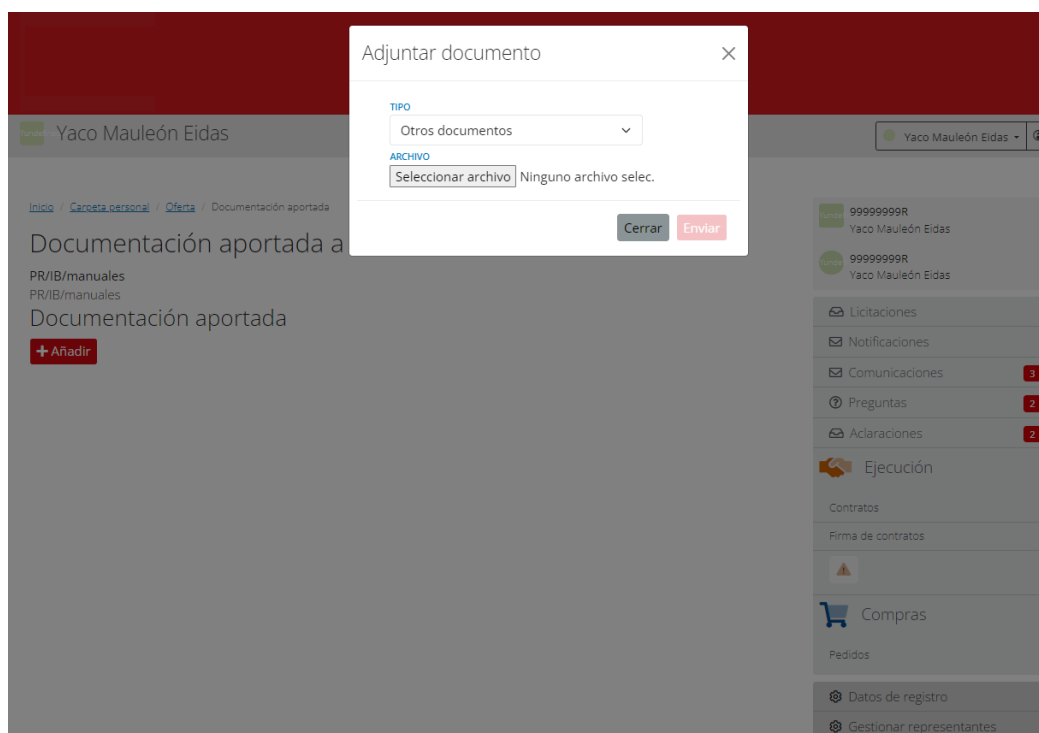 Adjuntar documento
TIPO
Otros documentos
ARCHIVO
Seleccionar archivo Ninguno archivo selec.
Cerrar Enviar
Yaco Mauleón Eidas
Yaco Mauleón Eidas
Inicio / Carpeta personal / Oferta / Documentación aportada
Documentación aportada a
PR/IB/manuales
PR/IB/manuales
Documentación aportada
+ Añadir
99999999R
Yaco Mauleón Eidas
99999999R
Yaco Mauleón Eidas
Licitaciones
Notificaciones
Comunicaciones 3
Preguntas 2
Aclaraciones 2
Ejecución
Contratos
Firma de contratos
Compras
Pedidos
Datos de registro
Gestionar representantes